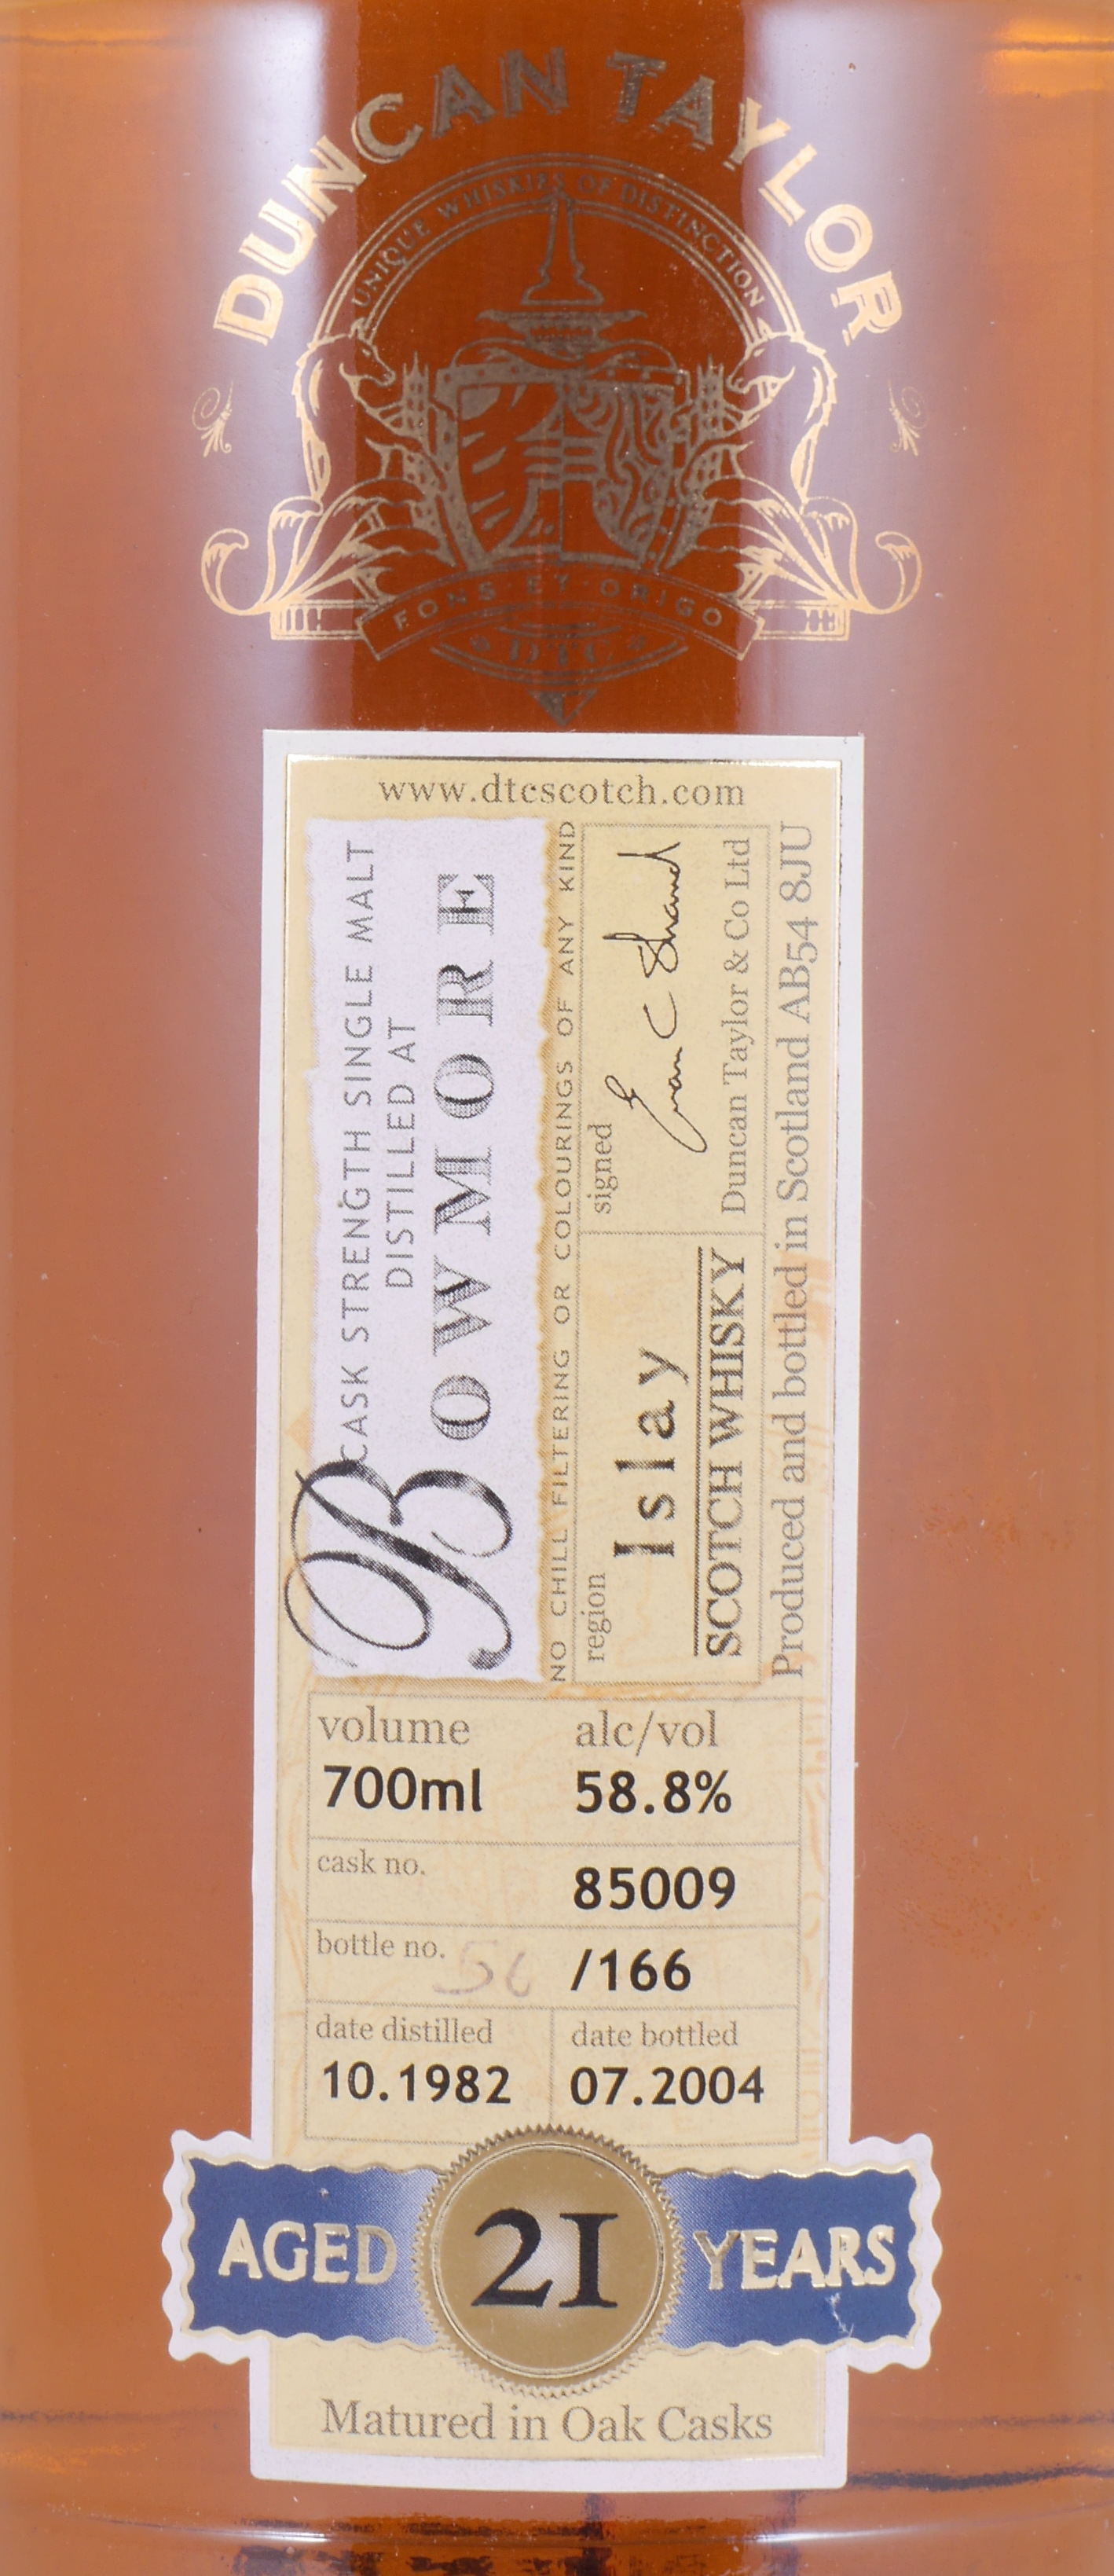 DUNCAN TAYLOR
UNIQUE WHISKIES OF DISTINCTION
FONS · ET · ORIGO
DTC
www.dtcscotch.com
CASK STRENGTH SINGLE MALT
DISTILLED AT
BOWMORE
NO CHILL FILTERING OR COLOURINGS OF ANY KIND
region
Islay
SCOTCH WHISKY
signed
Euan C Shand
Duncan Taylor & Co Ltd
Produced and bottled in Scotland AB54 8JU
volume alc/vol
700ml 58.8%
cask no. 85009
bottle no. /166
date distilled date bottled
10.1982 07.2004
AGED 21 YEARS
Matured in Oak Casks